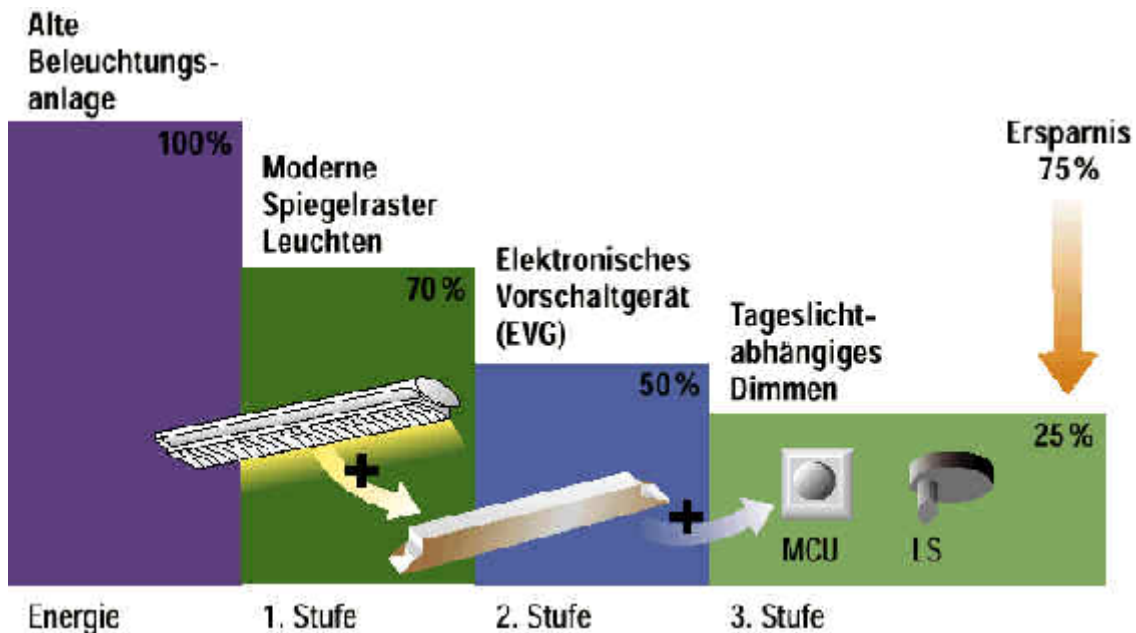 Alte
Beleuchtungs-
anlage
100%
Moderne
Spiegelraster
Leuchten
70%
Elektronisches
Vorschaltgerät
(EVG)
50%
Tageslicht-
abhängiges
Dimmen
25%
Ersparnis
75%
MCU
LS
Energie
1. Stufe
2. Stufe
3. Stufe